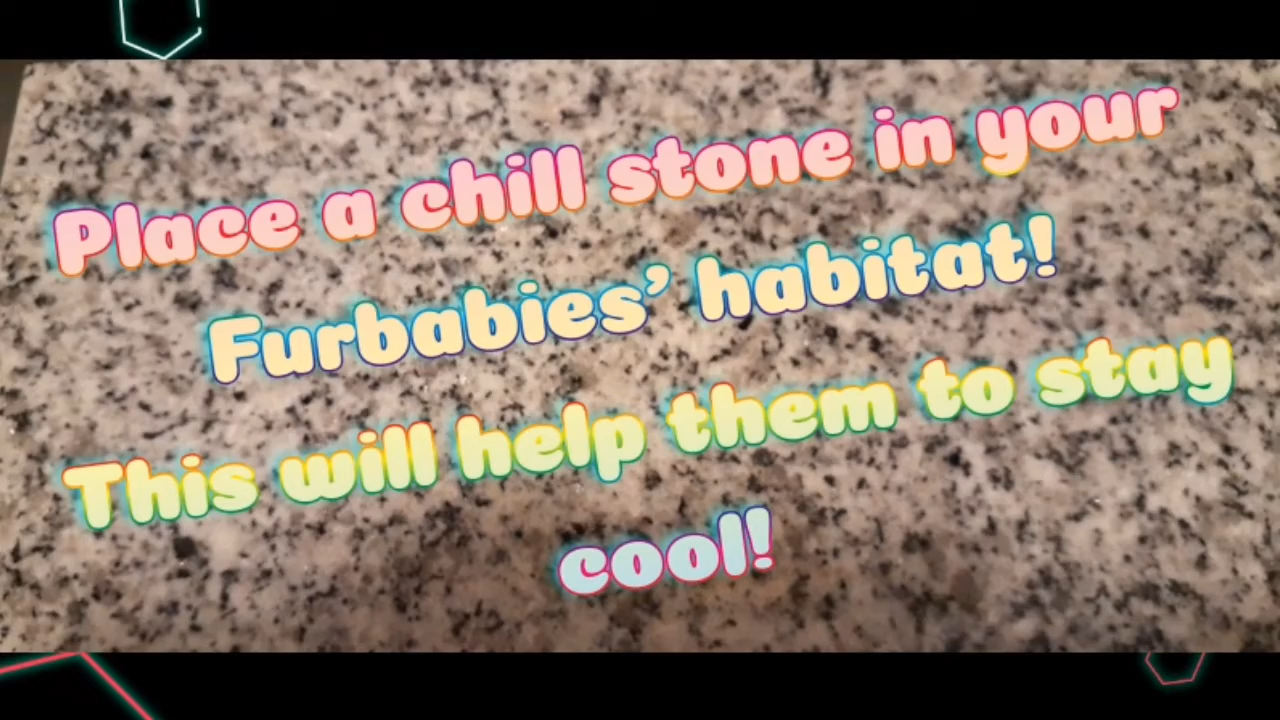 Place a chill stone in your
Furbabies’ habitat!
This will help them to stay
cool!